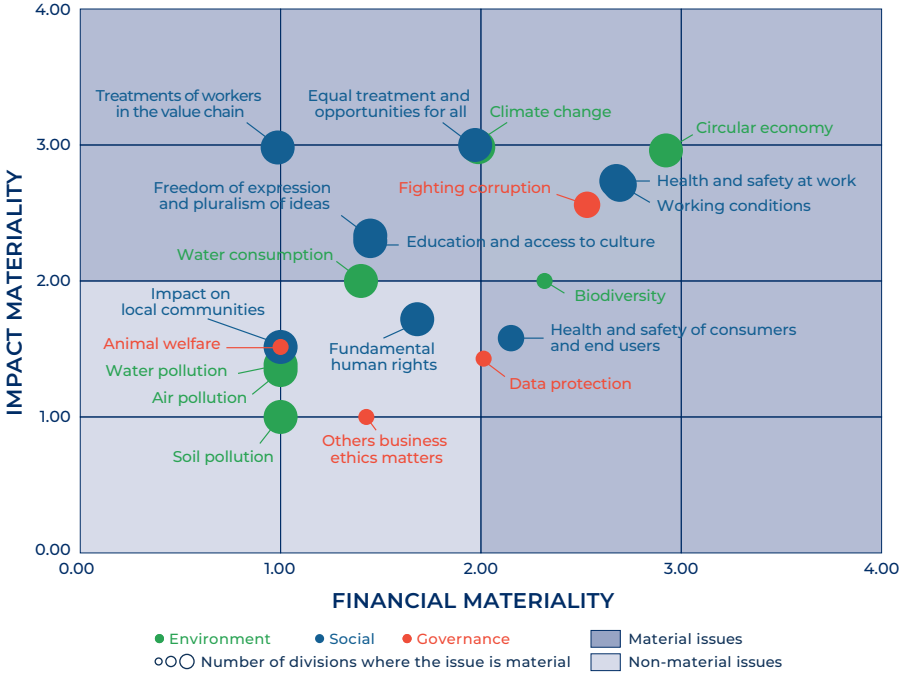 4.00
Treatments of workers
in the value chain
Equal treatment and
opportunities for all
Climate change
Circular economy
3.00
Freedom of expression
and pluralism of ideas
Fighting corruption
Health and safety at work
Working conditions
Education and access to culture
Water consumption
2.00
Impact on
local communities
Biodiversity
Animal welfare
Water pollution
Air pollution
Fundamental
human rights
Health and safety of consumers
and end users
Data protection
1.00
Soil pollution
Others business
ethics matters
0.00
IMPACT MATERIALITY
0.00
1.00
2.00
3.00
4.00
FINANCIAL MATERIALITY
Environment
Social
Governance
Material issues
Number of divisions where the issue is material
Non-material issues